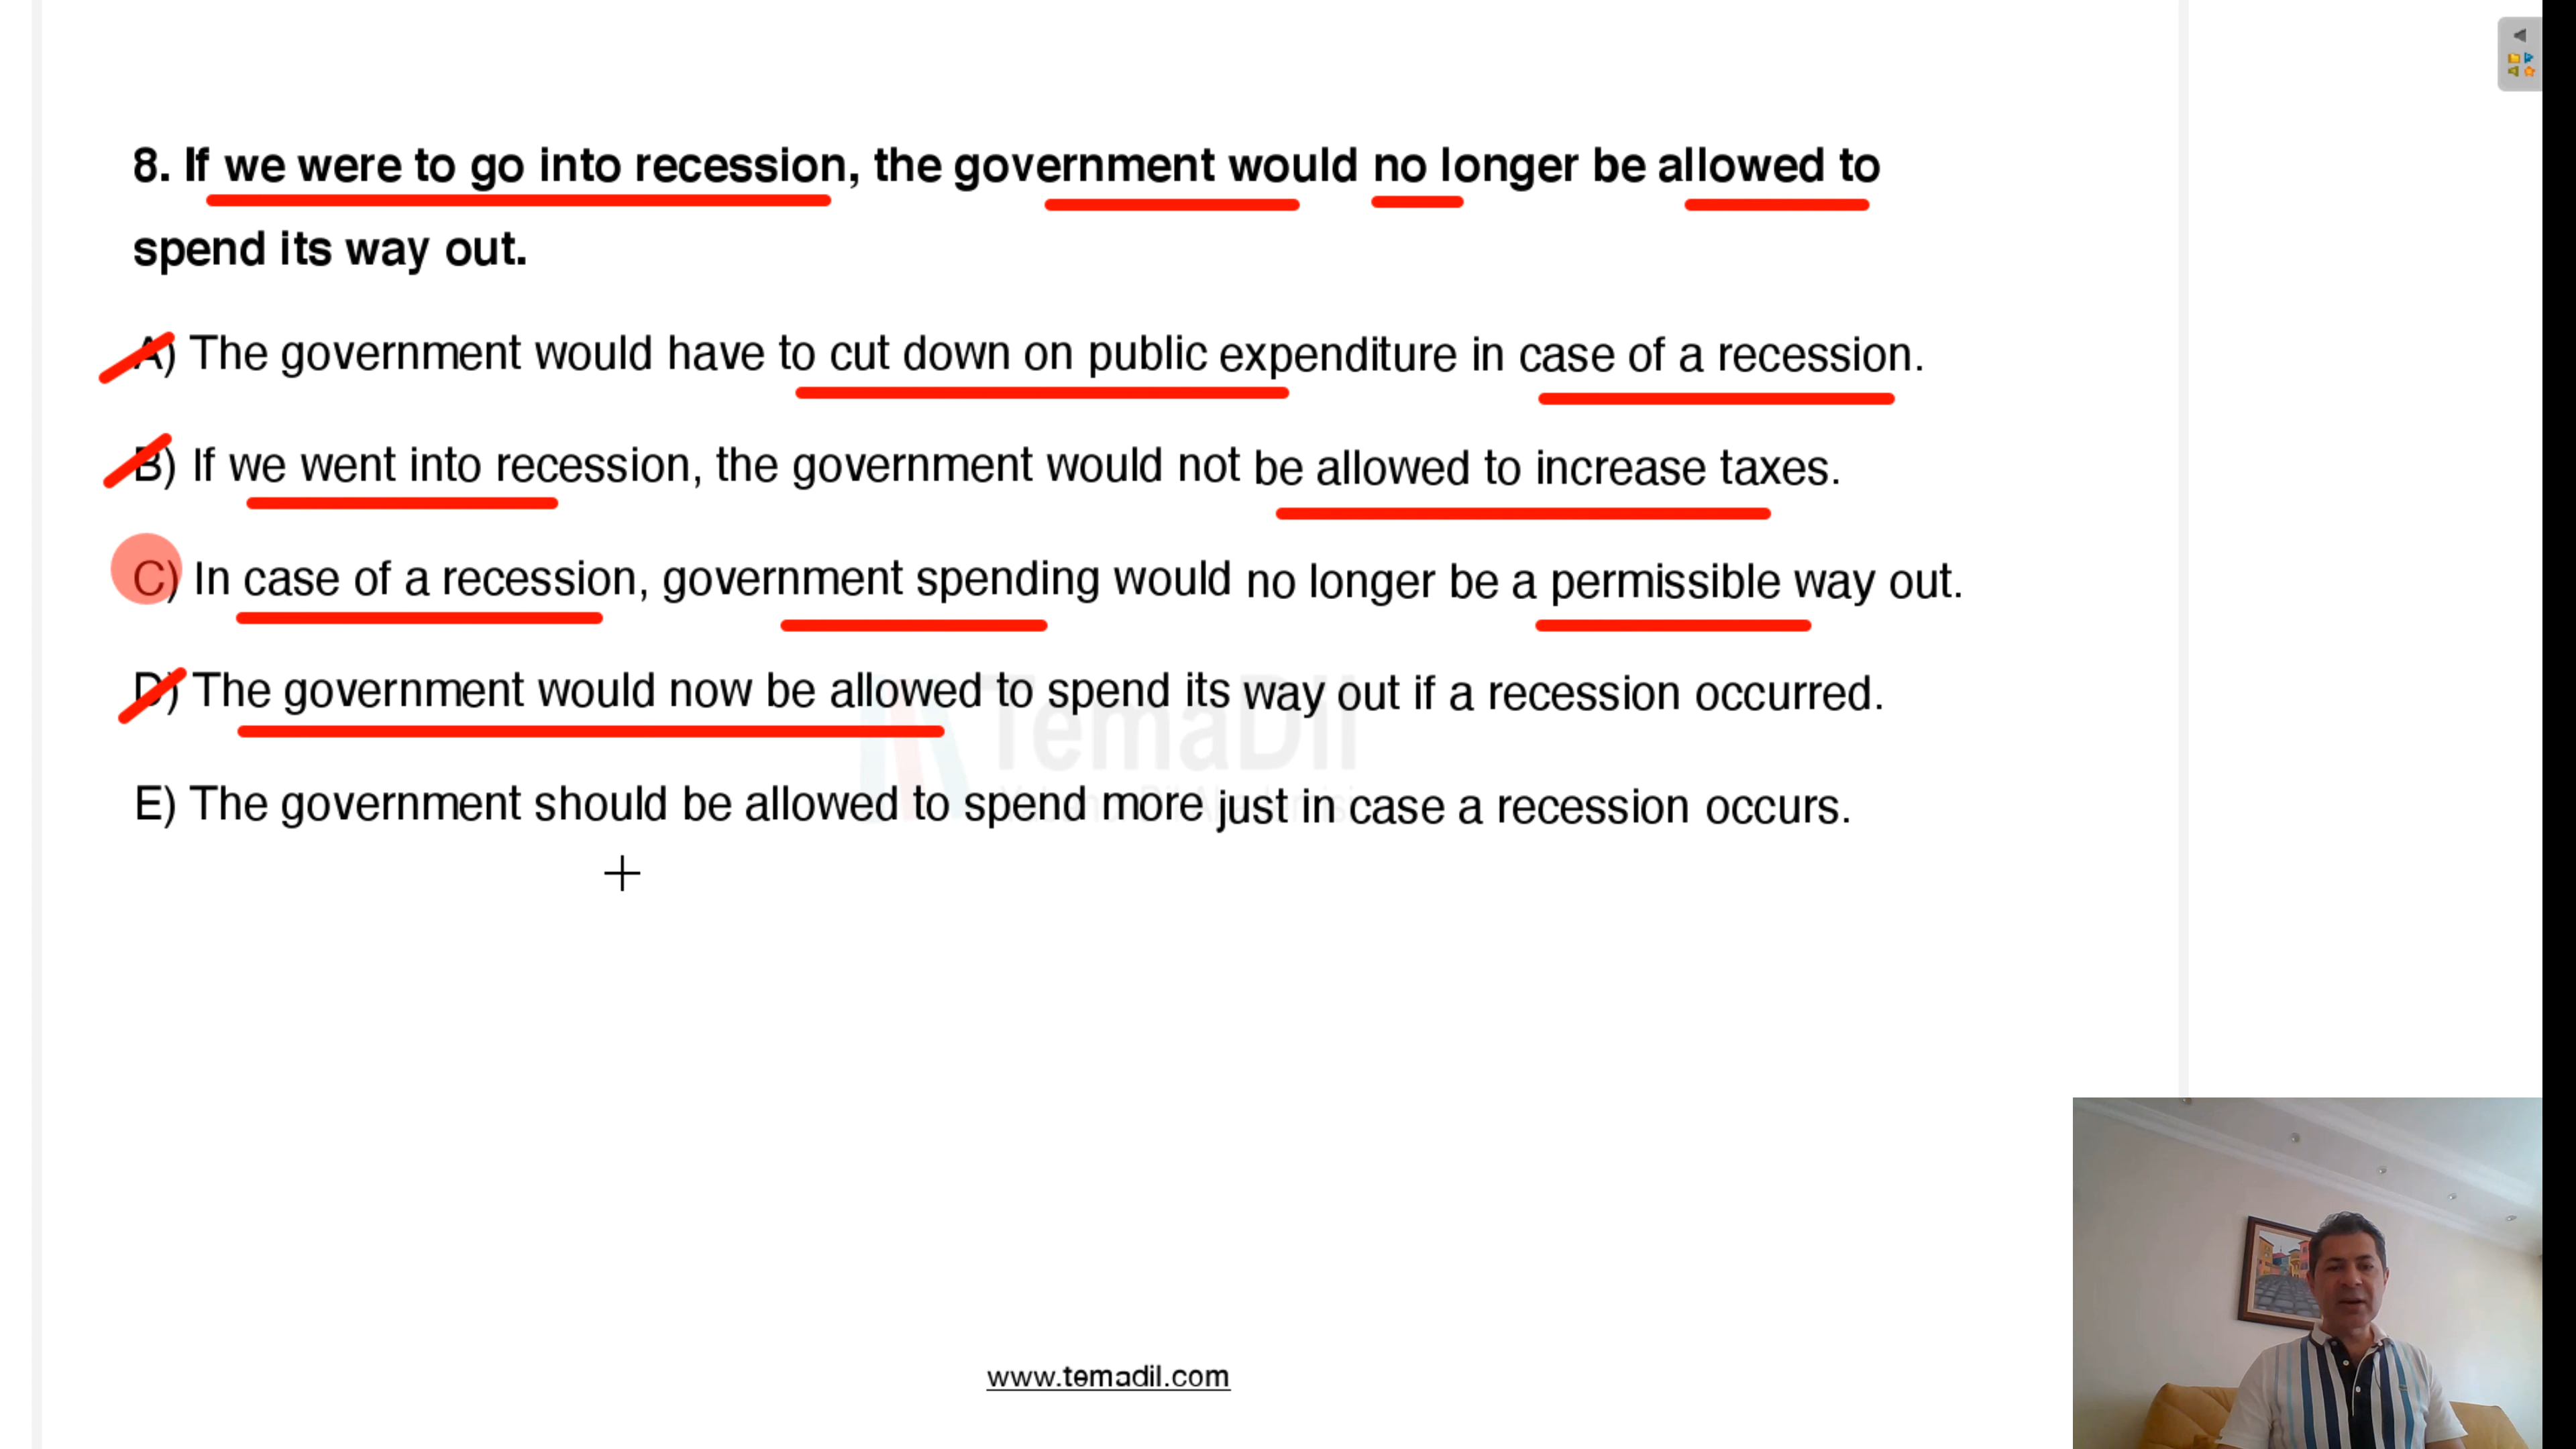 8. If we were to go into recession, the government would no longer be allowed to
spend its way out.
A) The government would have to cut down on public expenditure in case of a recession.
B) If we went into recession, the government would not be allowed to increase taxes.
C) In case of a recession, government spending would no longer be a permissible way out.
D) The government would now be allowed to spend its way out if a recession occurred.
TemaDil
E) The government should be allowed to spend more just in case a recession occurs.
www.temadil.com